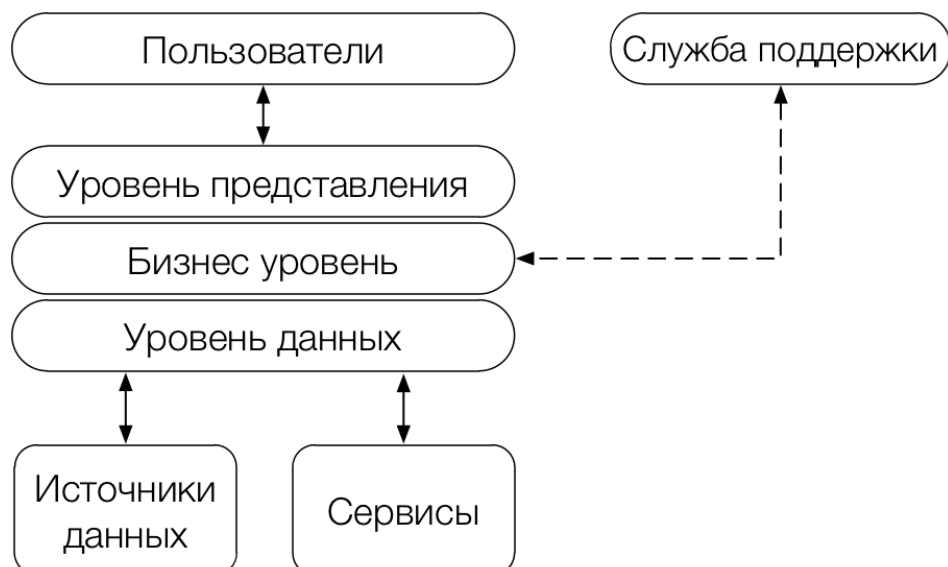 Пользователи
Служба поддержки
Уровень представления
Бизнес уровень
Уровень данных
Источники
данных
Сервисы